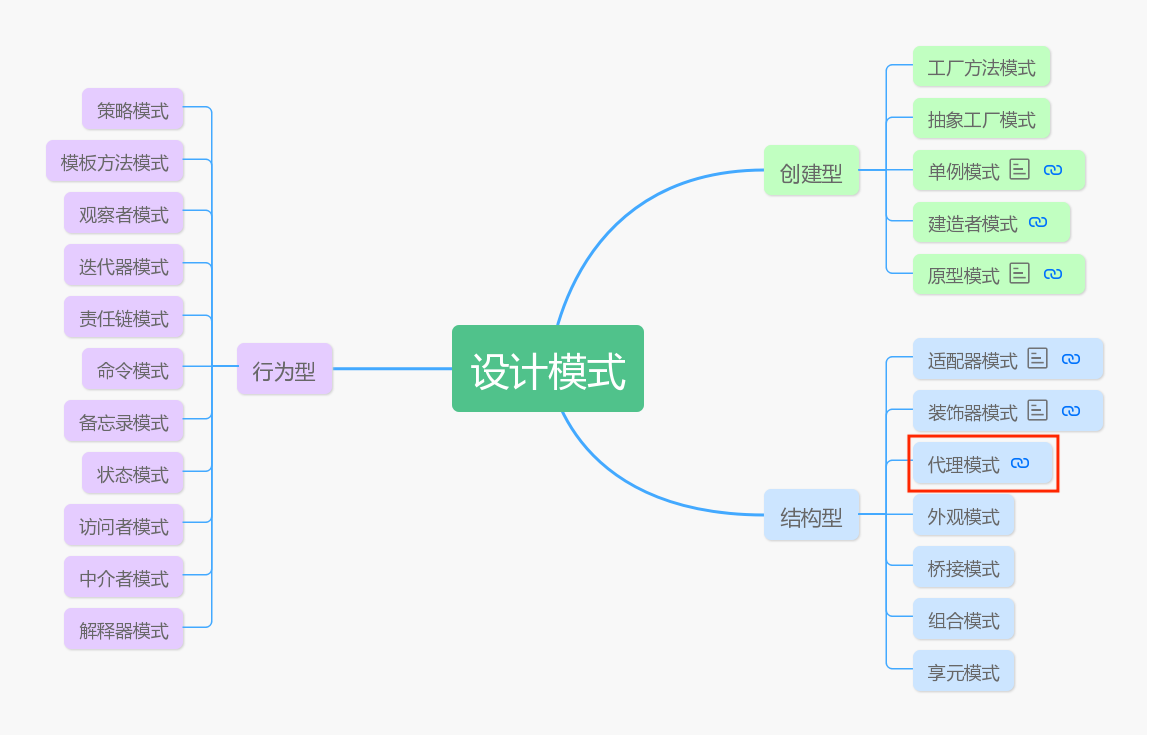 设计模式
创建型
工厂方法模式
抽象工厂模式
单例模式
建造者模式
原型模式
结构型
适配器模式
装饰器模式
代理模式
外观模式
桥接模式
组合模式
享元模式
行为型
策略模式
模板方法模式
观察者模式
迭代器模式
责任链模式
命令模式
备忘录模式
状态模式
访问者模式
中介者模式
解释器模式